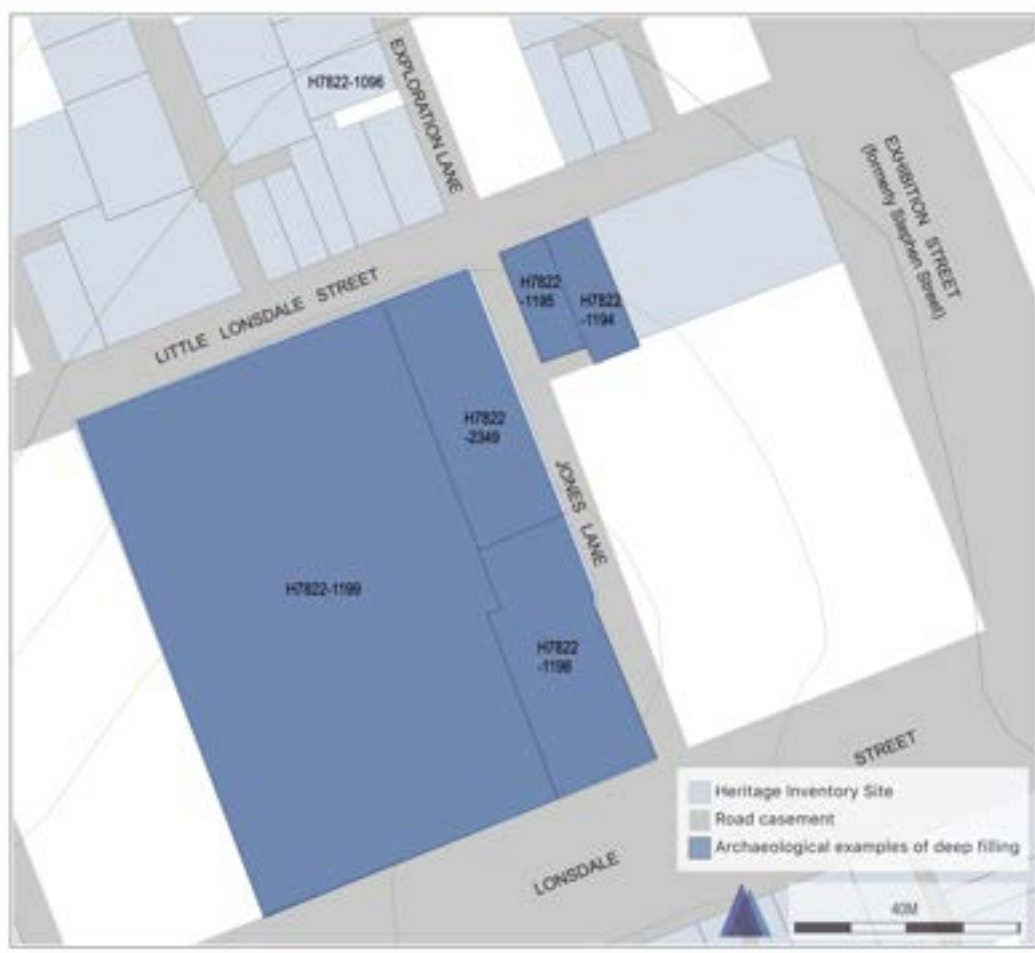 EXPLORATION LANE
H7822-1096
EXHIBITION STREET
(formerly Stephen Street)
LITTLE LONSDALE STREET
H7822
-1195
H7822
-1194
H7822
-2349
JONES LANE
H7822-1199
H7822
-1198
STREET
LONSDALE
Heritage Inventory Site
Road casement
Archaeological examples of deep filling
40M